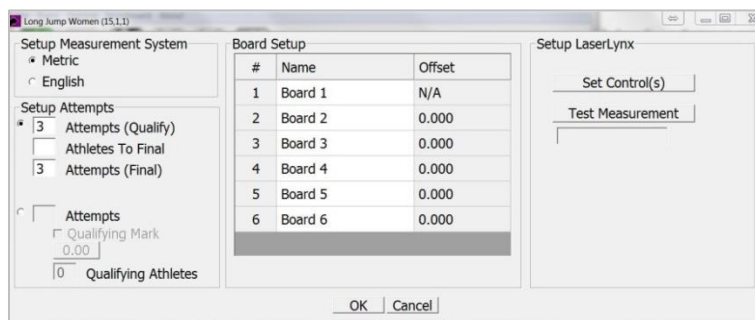 Long Jump Women (15,1,1)
Setup Measurement System
Metric
English
Setup Attempts
3 Attempts (Qualify)
Athletes To Final
3 Attempts (Final)
Attempts
Qualifying Mark
0.00
0 Qualifying Athletes
Board Setup
# Name Offset
1 Board 1 N/A
2 Board 2 0.000
3 Board 3 0.000
4 Board 4 0.000
5 Board 5 0.000
6 Board 6 0.000
Setup LaserLynx
Set Control(s)
Test Measurement
OK Cancel